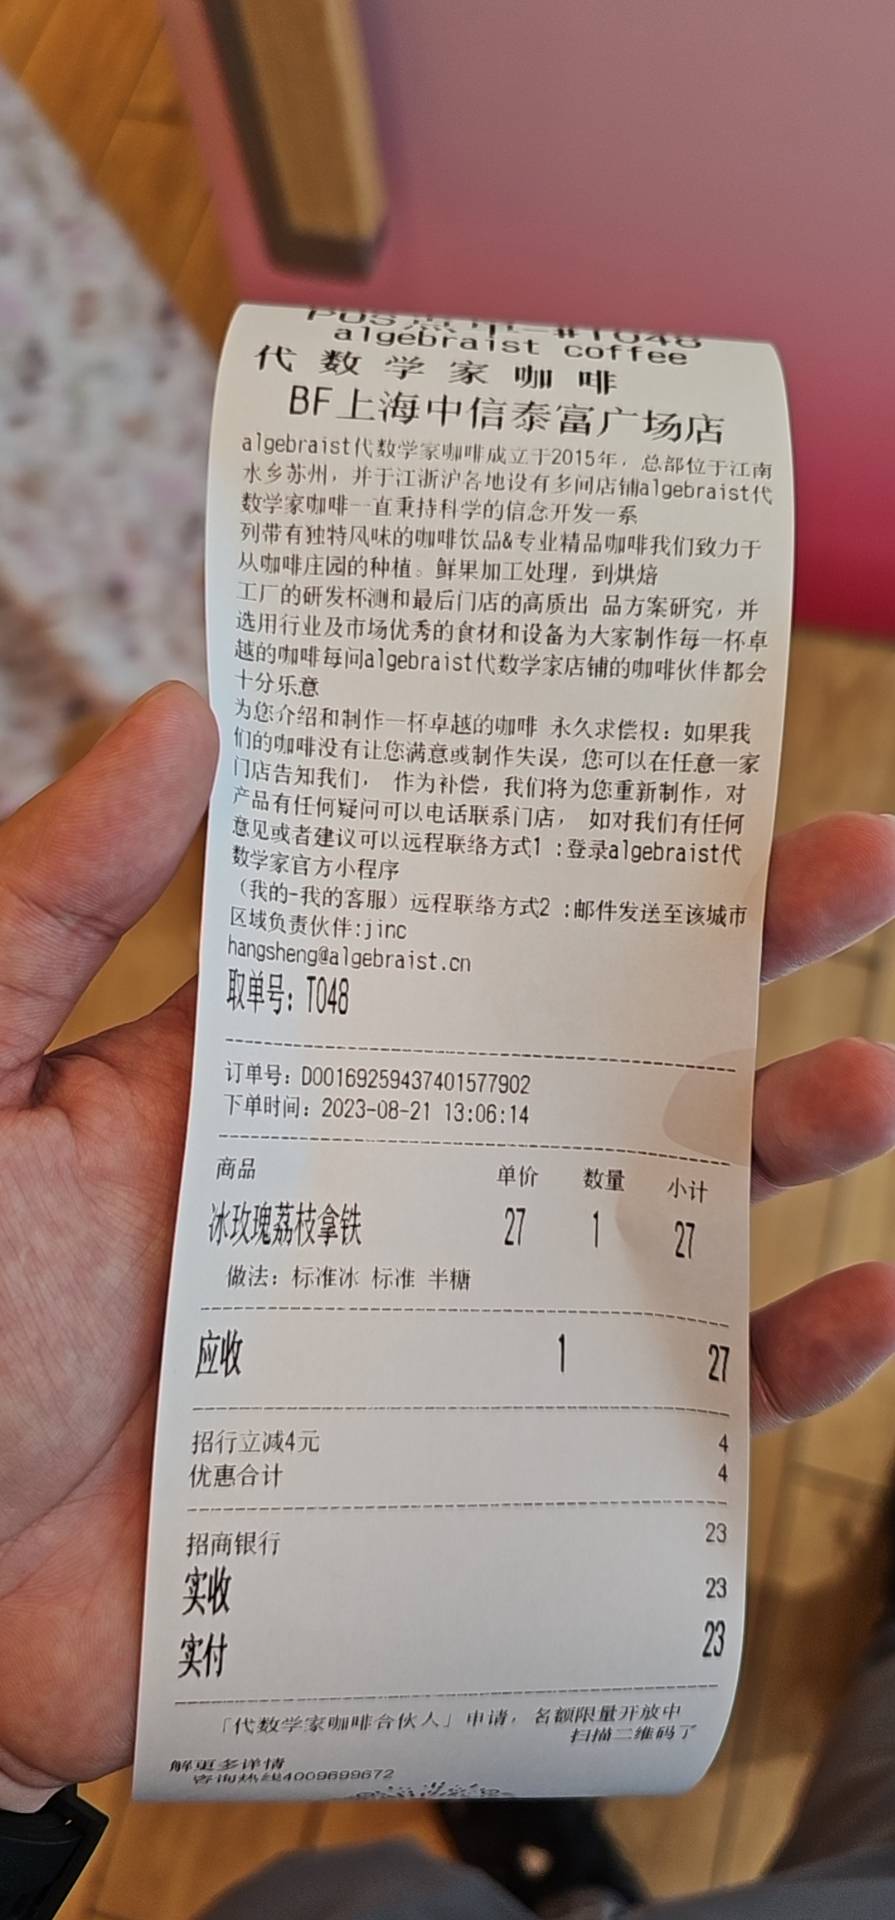 algebraist coffee
代数学家咖啡
BF上海中信泰富广场店
algebraist代数学家咖啡成立于2015年，总部位于江南
水乡苏州，并于江浙沪各地设有多问店铺algebraist代
数学家咖啡一直秉持科学的信念开发一系
列带有独特风味的咖啡饮品&专业精品咖啡我们致力于
从咖啡庄园的种植。鲜果加工处理，到烘焙
工厂的研发杯测和最后门店的高质出 品方案研究，并
选用行业及市场优秀的食材和设备为大家制作每一杯卓
越的咖啡每问algebraist代数学家店铺的咖啡伙伴都会
十分乐意
为您介绍和制作一杯卓越的咖啡 永久求偿权：如果我
们的咖啡没有让您满意或制作失误，您可以在任意一家
门店告知我们， 作为补偿，我们将为您重新制作，对
产品有任何疑问可以电话联系门店， 如对我们有任何
意见或者建议可以远程联络方式1 :登录algebraist代
数学家官方小程序
（我的-我的客服）远程联络方式2 :邮件发送至该城市
区域负责伙伴:jinc
hangsheng@algebraist.cn
取单号：T048
订单号：D00169259437401577902
下单时间：2023-08-21 13:06:14
商品 单价 数量 小计
冰玫瑰荔枝拿铁 27 1 27
做法：标准冰 标准 半糖
应收 1 27
招行立减4元 4
优惠合计 4
招商银行 23
实收 23
实付 23
「代数学家咖啡合伙人」申请，名额限量开放中
扫描二维码了
解更多详情
咨询热线4009699672